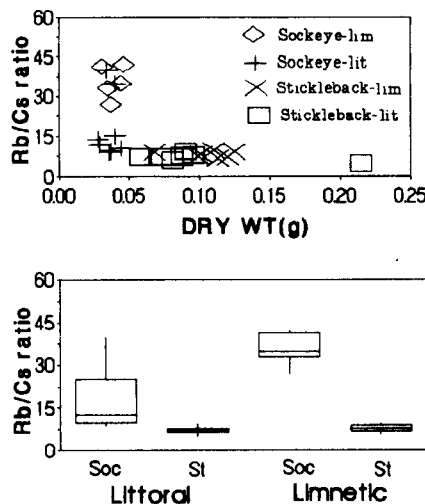 60
45
30
15
0
Rb/Cs ratio
Sockeye-lim
Sockeye-lit
Stickleback-lim
Stickleback-lit
0.00 0.05 0.10 0.15 0.20 0.25
DRY WT(g)
60
45
30
15
0
Rb/Cs ratio
Soc St Soc St
Littoral Limnetic